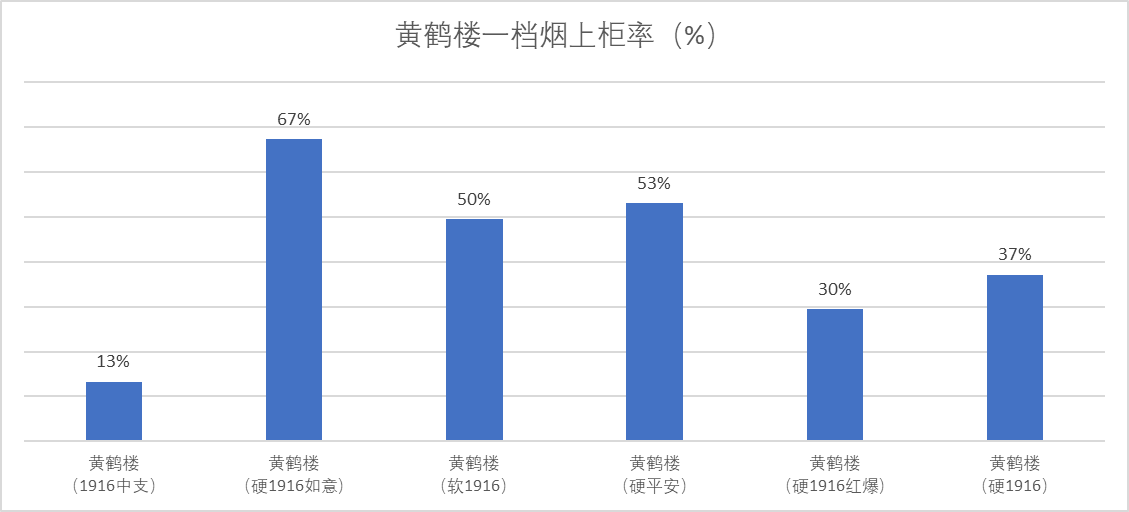 黄鹤楼一档烟上柜率（%）
13%
67%
50%
53%
30%
37%
黄鹤楼
（1916中支）
黄鹤楼
（硬1916如意）
黄鹤楼
（软1916）
黄鹤楼
（硬平安）
黄鹤楼
（硬1916红爆）
黄鹤楼
（硬1916）